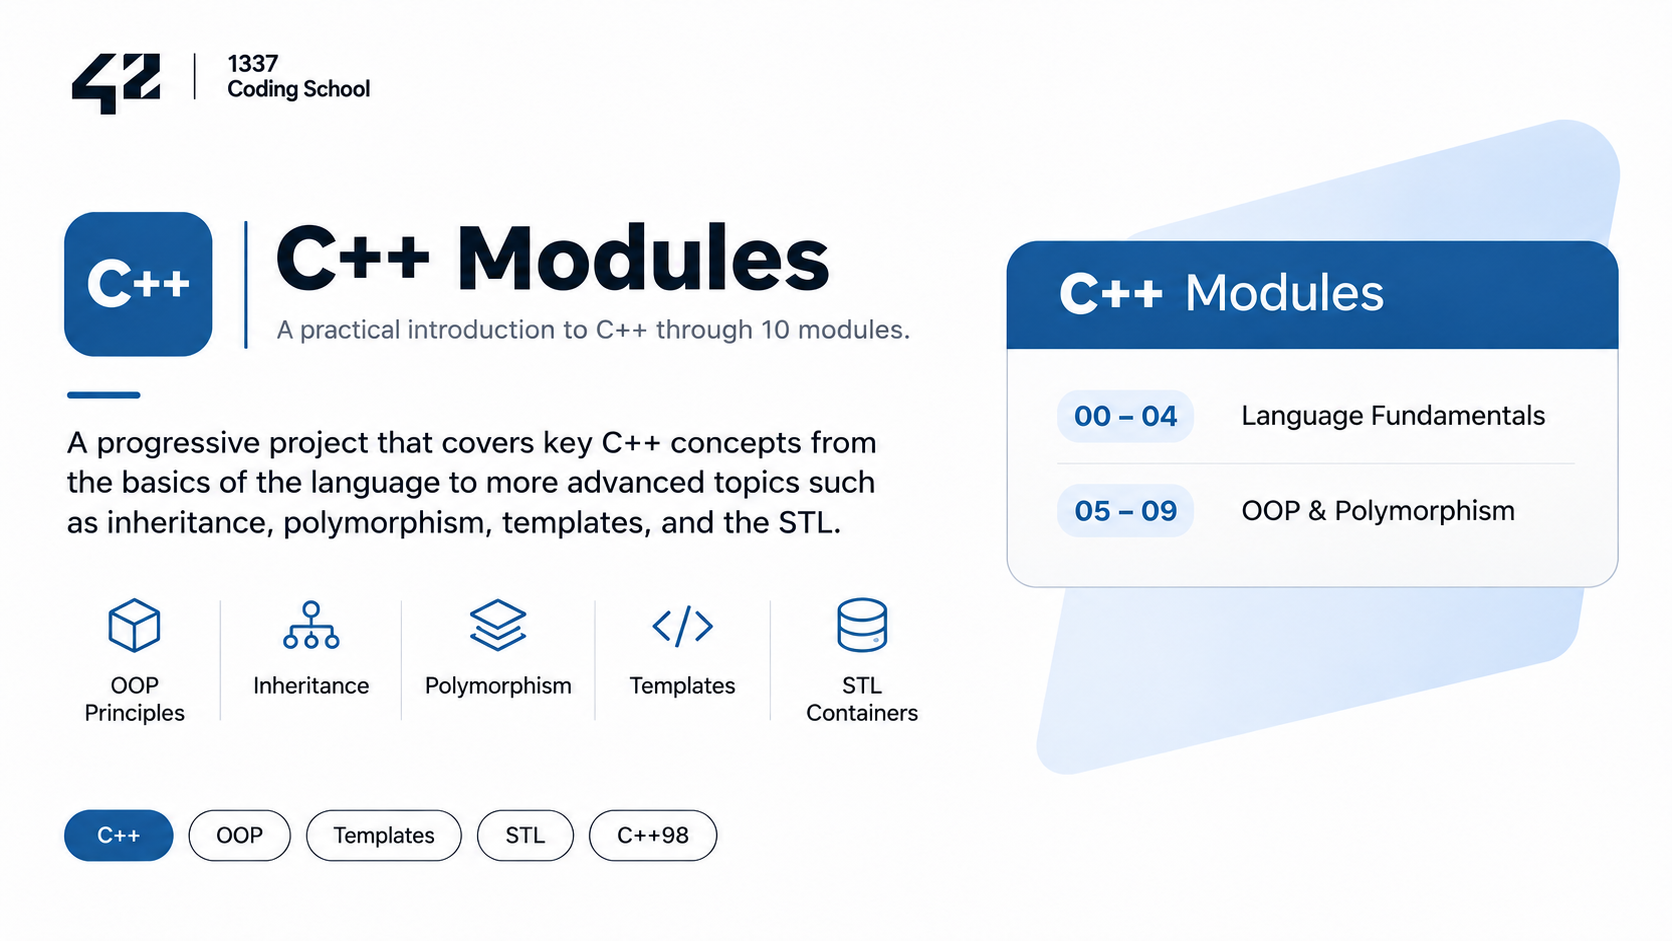 42
1337
Coding School
C++
C++ Modules
A practical introduction to C++ through 10 modules.
A progressive project that covers key C++ concepts from
the basics of the language to more advanced topics such
as inheritance, polymorphism, templates, and the STL.
OOP
Principles
Inheritance
Polymorphism
</>
Templates
STL
Containers
C++
OOP
Templates
STL
C++98
C++ Modules
00 – 04
Language Fundamentals
05 – 09
OOP & Polymorphism